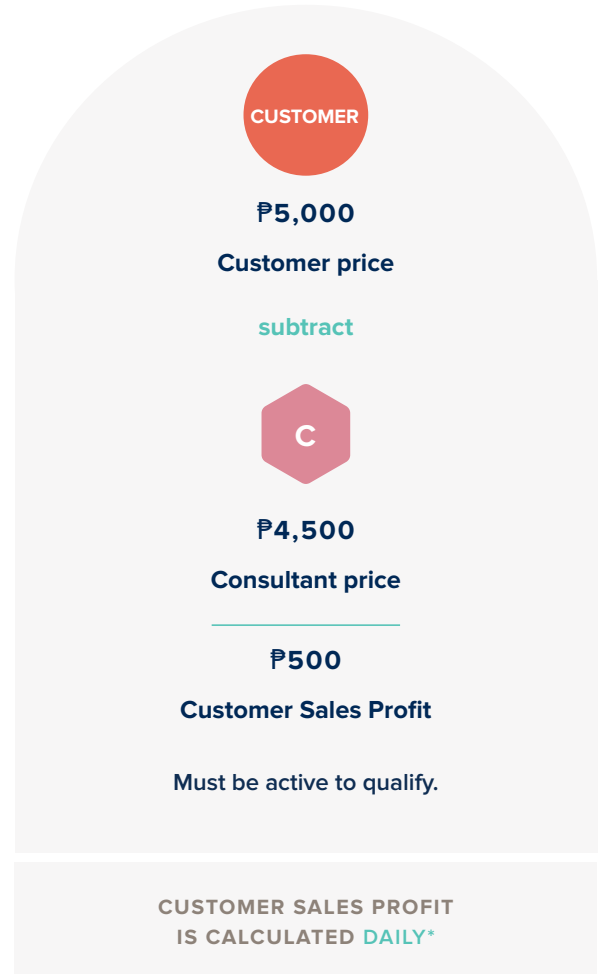 CUSTOMER
₱5,000
Customer price
subtract
C
₱4,500
Consultant price
₱500
Customer Sales Profit
Must be active to qualify.
CUSTOMER SALES PROFIT
IS CALCULATED DAILY*